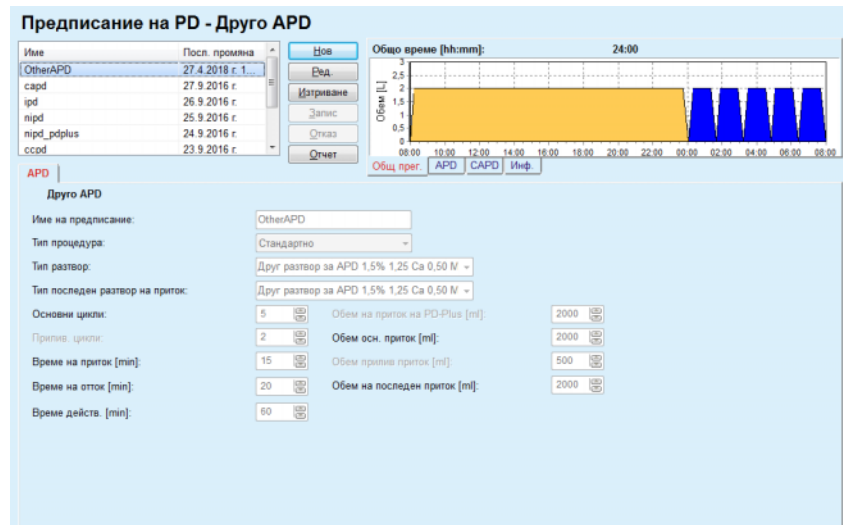 Предписание на PD - Друго APD
Име Посл. промяна
OtherAPD 27.4.2018 г. 1...
capd 27.9.2016 г.
ipd 26.9.2016 г.
nipd 25.9.2016 г.
nipd_pdplus 24.9.2016 г.
ccpd 23.9.2016 г.
Нов
Ред.
Изтриване
Запис
Отказ
Отчет
Общо време [hh:mm]: 24:00
Обем [L]
3
2,5
2
1,5
1
0,5
0
08:00 10:00 12:00 14:00 16:00 18:00 20:00 22:00 00:00 02:00 04:00 06:00 08:00
Общ прег. APD CAPD Инф.
APD
Друго APD
Име на предписание: OtherAPD
Тип процедура: Стандартно
Тип разтвор: Друг разтвор за APD 1,5% 1,25 Ca 0,50 M
Тип последен разтвор на приток: Друг разтвор за APD 1,5% 1,25 Ca 0,50 M
Основни цикли: 5 Обем на приток на PD-Plus [ml]: 2000
Прилив. цикли: 2 Обем осн. приток [ml]: 2000
Време на приток [min]: 15 Обем прилив приток [ml]: 500
Време на отток [min]: 20 Обем на последен приток [ml]: 2000
Време действ. [min]: 60